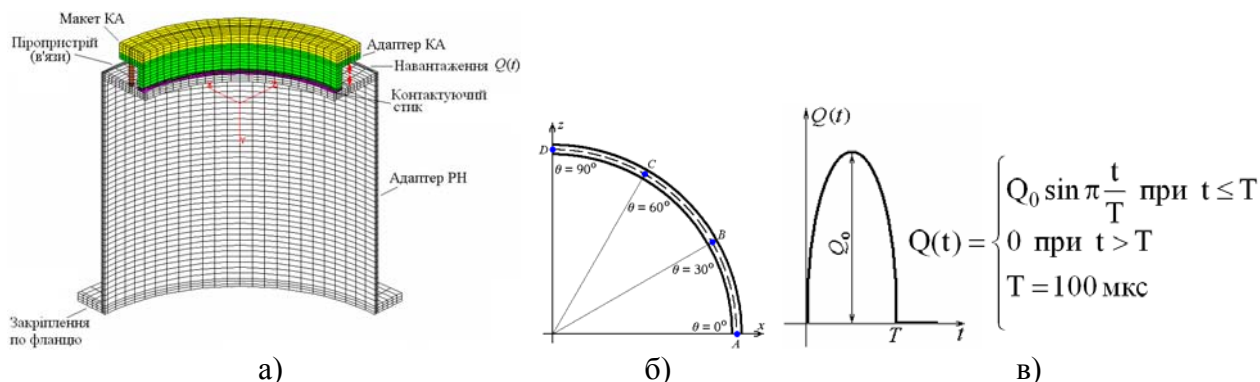 Макет КА
Піропристрій
(в'язи)
Адаптер КА
Навантаження Q(t)
Контактуючий
стик
Адаптер РН
Закріплення
по фланцю
а)
z
D
C
θ = 90°
θ = 60°
B
θ = 30°
θ = 0°
A
x
б)
Q(t)
Q₀
T
t
Q(t) = { Q₀ sin π t/T при t ≤ T
0 при t > T
T = 100 мкс
в)